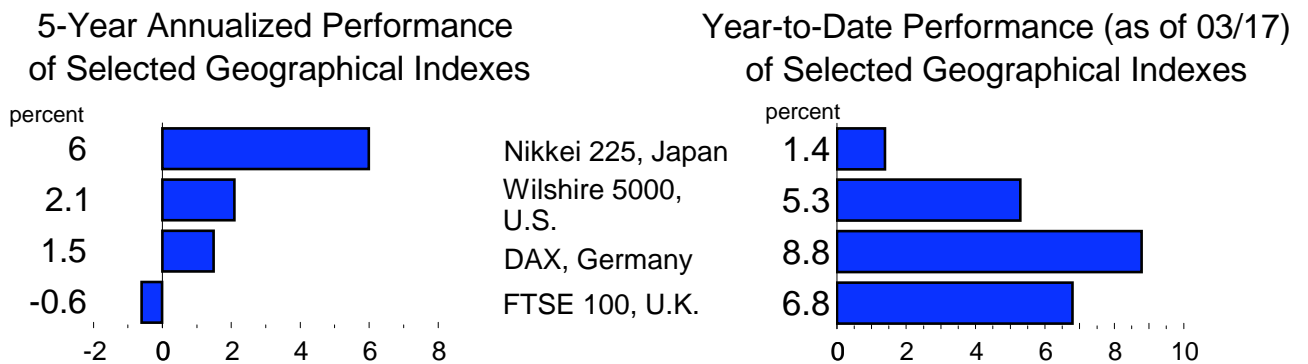 5-Year Annualized Performance
of Selected Geographical Indexes
percent
6
2.1
1.5
-0.6
-2 0 2 4 6 8
Nikkei 225, Japan
Wilshire 5000,
U.S.
DAX, Germany
FTSE 100, U.K.
Year-to-Date Performance (as of 03/17)
of Selected Geographical Indexes
percent
1.4
5.3
8.8
6.8
0 2 4 6 8 10